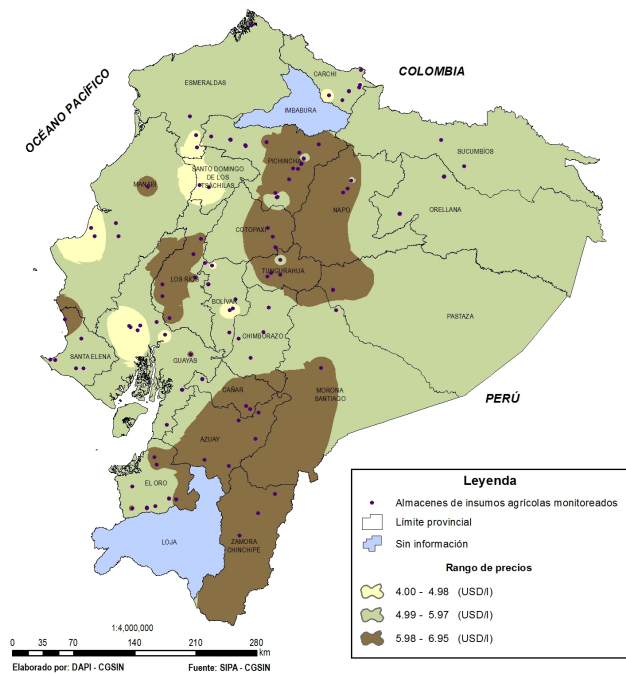 OCÉANO PACÍFICO
COLOMBIA
ESMERALDAS
CARCHI
IMBABURA
SUCUMBÍOS
PICHINCHA
SANTO DOMINGO
DE LOS
TSÁCHILAS
MANABÍ
NAPO
ORELLANA
COTOPAXI
TUNGURAHUA
LOS RÍOS
BOLÍVAR
PASTAZA
CHIMBORAZO
SANTA ELENA
GUAYAS
CAÑAR
MORONA
SANTIAGO
PERÚ
AZUAY
EL ORO
LOJA
ZAMORA
CHINCHIPE
Leyenda
Almacenes de insumos agrícolas monitoreados
Límite provincial
Sin información
Rango de precios
4.00 - 4.98 (USD/l)
4.99 - 5.97 (USD/l)
5.98 - 6.95 (USD/l)
1:4,000,000
0 35 70 140 210 280
km
Elaborado por: DAPI - CGSIN Fuente: SIPA - CGSIN